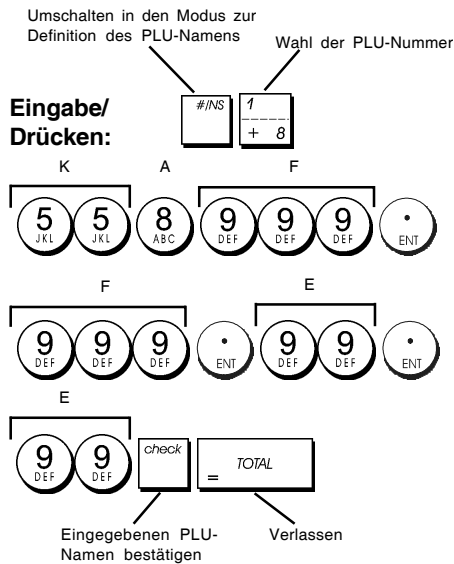 Umschalten in den Modus zur
Definition des PLU-Namens
Wahl der PLU-Nummer
Eingabe/
Drücken:
#/NS
1
+ 8
K A F
5 5 8 9 9 9 •
JKL JKL ABC DEF DEF DEF ENT
F E
9 9 9 • 9 9 •
DEF DEF DEF ENT DEF DEF ENT
E
9 9 check = TOTAL
DEF DEF
Eingegebenen PLU-
Namen bestätigen
Verlassen